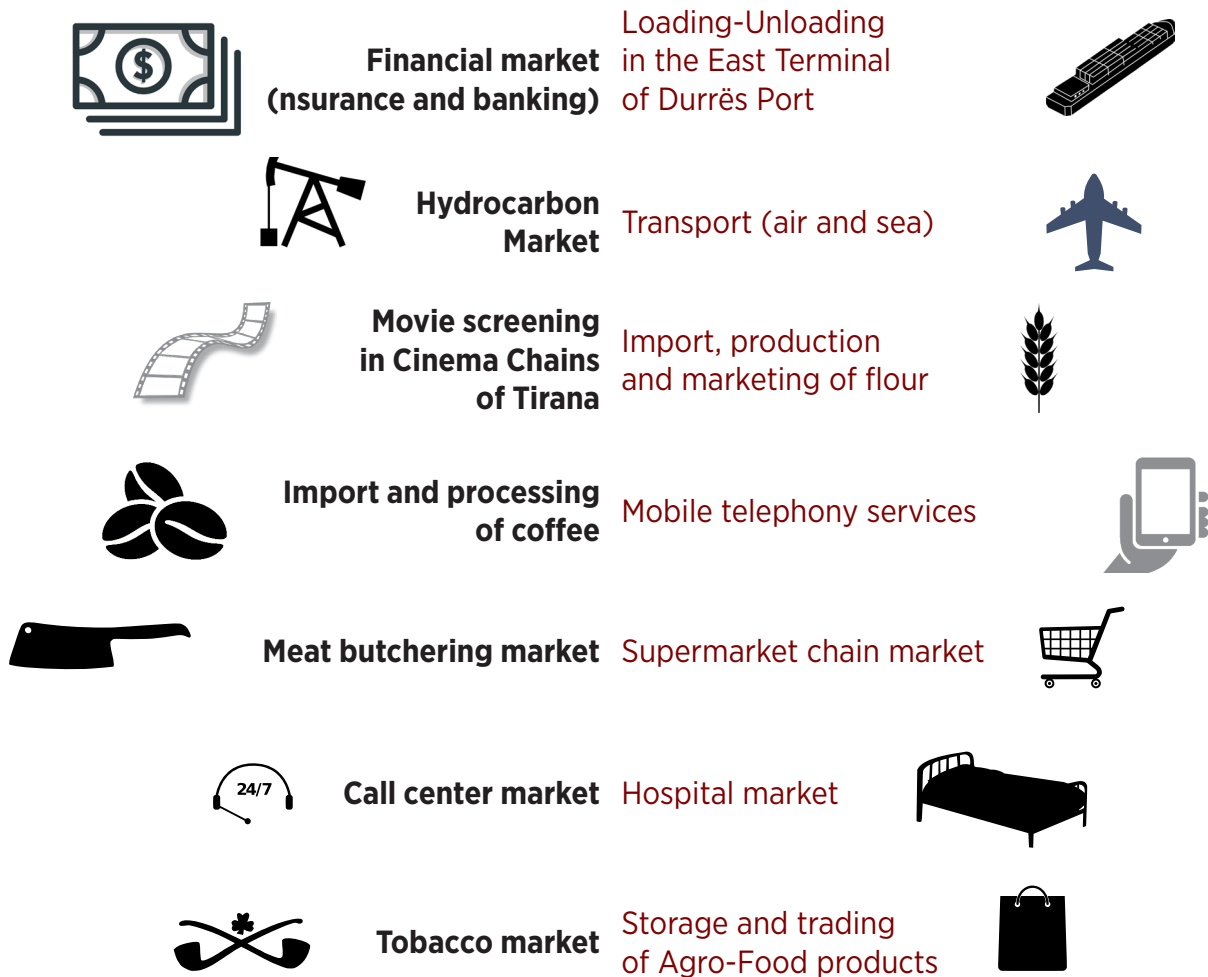 Financial market
(nsurance and banking)
Loading-Unloading
in the East Terminal
of Durrës Port
Hydrocarbon
Market
Transport (air and sea)
Movie screening
in Cinema Chains
of Tirana
Import, production
and marketing of flour
Import and processing
of coffee
Mobile telephony services
Meat butchering market
Supermarket chain market
24/7
Call center market
Hospital market
Tobacco market
Storage and trading
of Agro-Food products